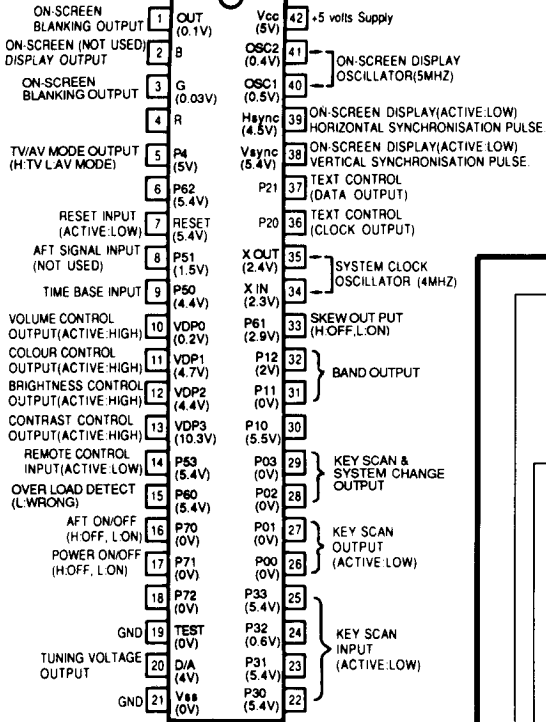 ON-SCREEN
BLANKING OUTPUT
1
OUT
(0.1V)
ON-SCREEN (NOT USED)
DISPLAY OUTPUT
2
B
ON-SCREEN
BLANKING OUTPUT
3
G
(0.03V)
4
R
TV/AV MODE OUTPUT
(H:TV L:AV MODE)
5
P4
(5V)
6
P62
(5.4V)
RESET INPUT
(ACTIVE:LOW)
7
RESET
(5.4V)
AFT SIGNAL INPUT
(NOT USED)
8
P51
(1.5V)
TIME BASE INPUT
9
P50
(4.4V)
VOLUME CONTROL
OUTPUT(ACTIVE:HIGH)
10
VDP0
(0.2V)
COLOUR CONTROL
OUTPUT(ACTIVE:HIGH)
11
VDP1
(4.7V)
BRIGHTNESS CONTROL
OUTPUT(ACTIVE:HIGH)
12
VDP2
(4.4V)
CONTRAST CONTROL
OUTPUT(ACTIVE:HIGH)
13
VDP3
(10.3V)
REMOTE CONTROL
INPUT(ACTIVE:LOW)
14
P53
(5.4V)
OVER LOAD DETECT
(L:WRONG)
15
P60
(5.4V)
AFT ON/OFF
(H:OFF, L:ON)
16
P70
(0V)
POWER ON/OFF
(H:OFF, L:ON)
17
P71
(0V)
18
P72
(0V)
GND
19
TEST
(0V)
TUNING VOLTAGE
OUTPUT
20
D/A
(4V)
GND
21
Vss
(0V)
Vcc
(5V)
42
+5 volts Supply
OSC2
(0.4V)
41
OSC1
(0.5V)
40
ON-SCREEN DISPLAY
OSCILLATOR(5MHZ)
Hsync
(4.5V)
39
ON-SCREEN DISPLAY(ACTIVE:LOW)
HORIZONTAL SYNCHRONISATION PULSE.
Vsync
(5.4V)
38
ON-SCREEN DISPLAY(ACTIVE:LOW)
VERTICAL SYNCHRONISATION PULSE.
P21
37
TEXT CONTROL
(DATA OUTPUT)
P20
36
TEXT CONTROL
(CLOCK OUTPUT)
X OUT
(2.4V)
35
X IN
(2.3V)
34
SYSTEM CLOCK
OSCILLATOR (4MHZ)
P61
(2.9V)
33
SKEW OUT PUT
(H:OFF,L:ON)
P12
(2V)
32
P11
(0V)
31
BAND OUTPUT
P10
(5.5V)
30
P03
(0V)
29
P02
(0V)
28
KEY SCAN &
SYSTEM CHANGE
OUTPUT
P01
(0V)
27
P00
(0V)
26
KEY SCAN
OUTPUT
(ACTIVE:LOW)
P33
(5.4V)
25
P32
(0.6V)
24
P31
(5.4V)
23
P30
(5.4V)
22
KEY SCAN
INPUT
(ACTIVE:LOW)